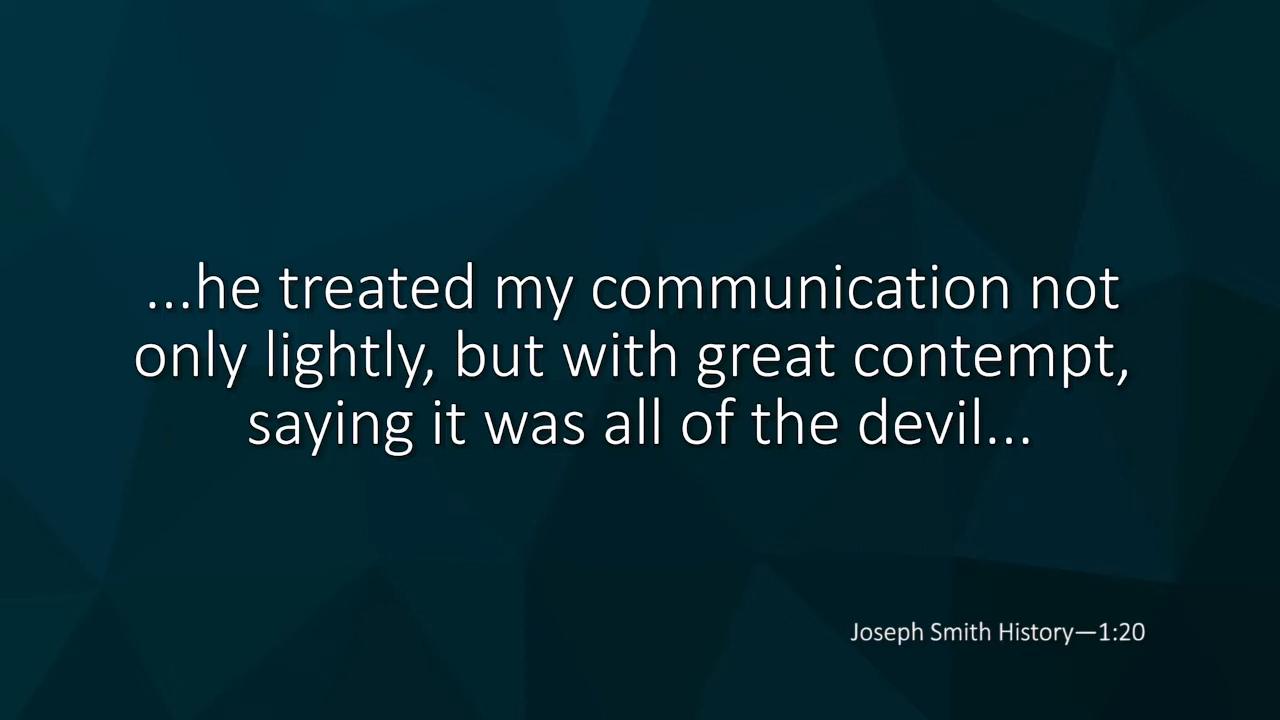 ...he treated my communication not
only lightly, but with great contempt,
saying it was all of the devil...
Joseph Smith History—1:20